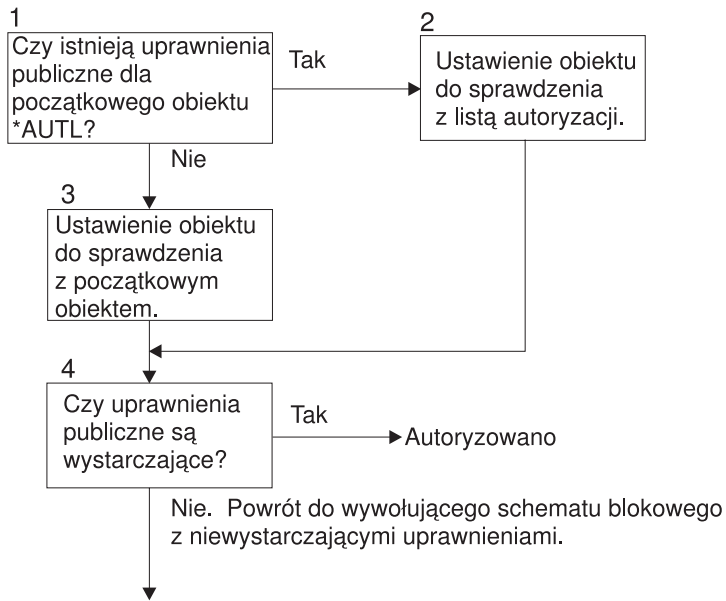 1
Czy istnieją uprawnienia
publiczne dla
początkowego obiektu
*AUTL?
Tak
2
Ustawienie obiektu
do sprawdzenia
z listą autoryzacji.
Nie
3
Ustawienie obiektu
do sprawdzenia
z początkowym
obiektem.
4
Czy uprawnienia
publiczne są
wystarczające?
Tak
Autoryzowano
Nie. Powrót do wywołującego schematu blokowego
z niewystarczającymi uprawnieniami.